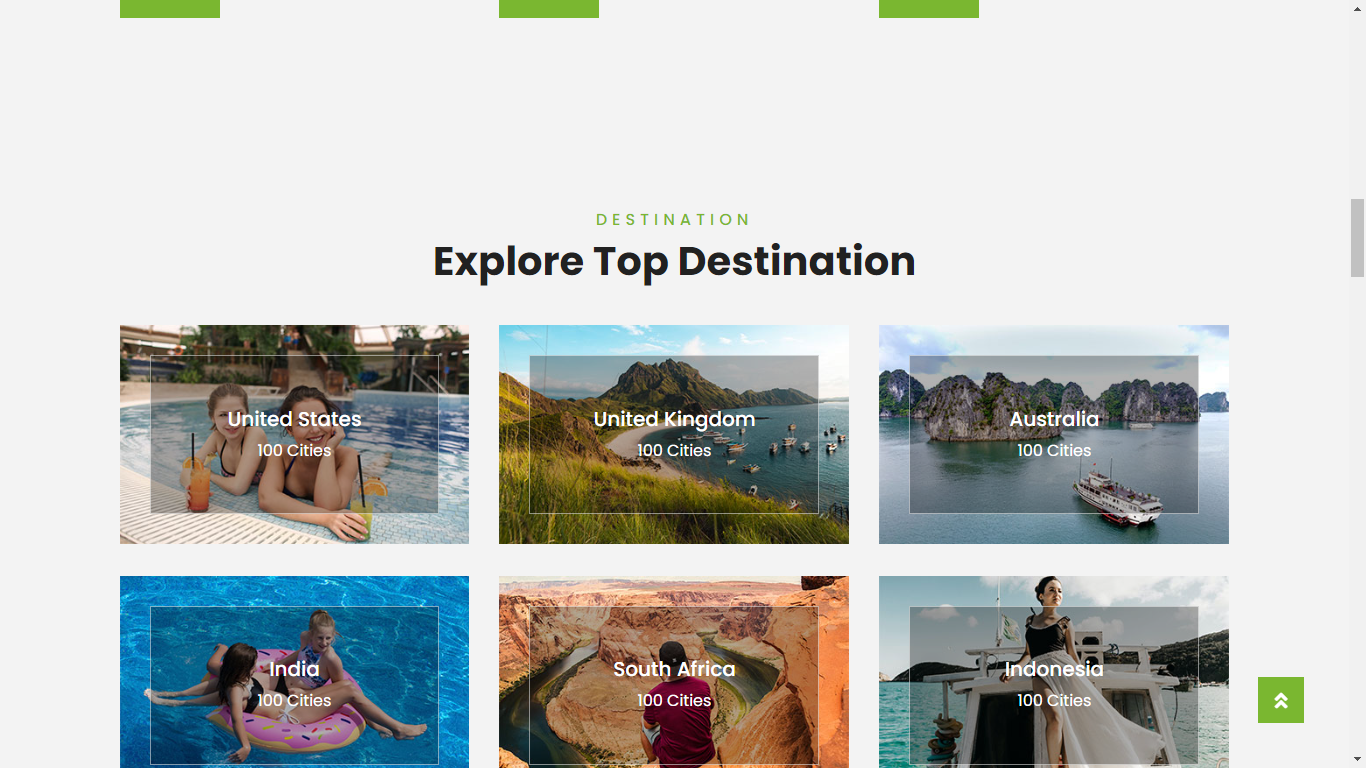 DESTINATION
Explore Top Destination
United States
100 Cities
United Kingdom
100 Cities
Australia
100 Cities
India
100 Cities
South Africa
100 Cities
Indonesia
100 Cities